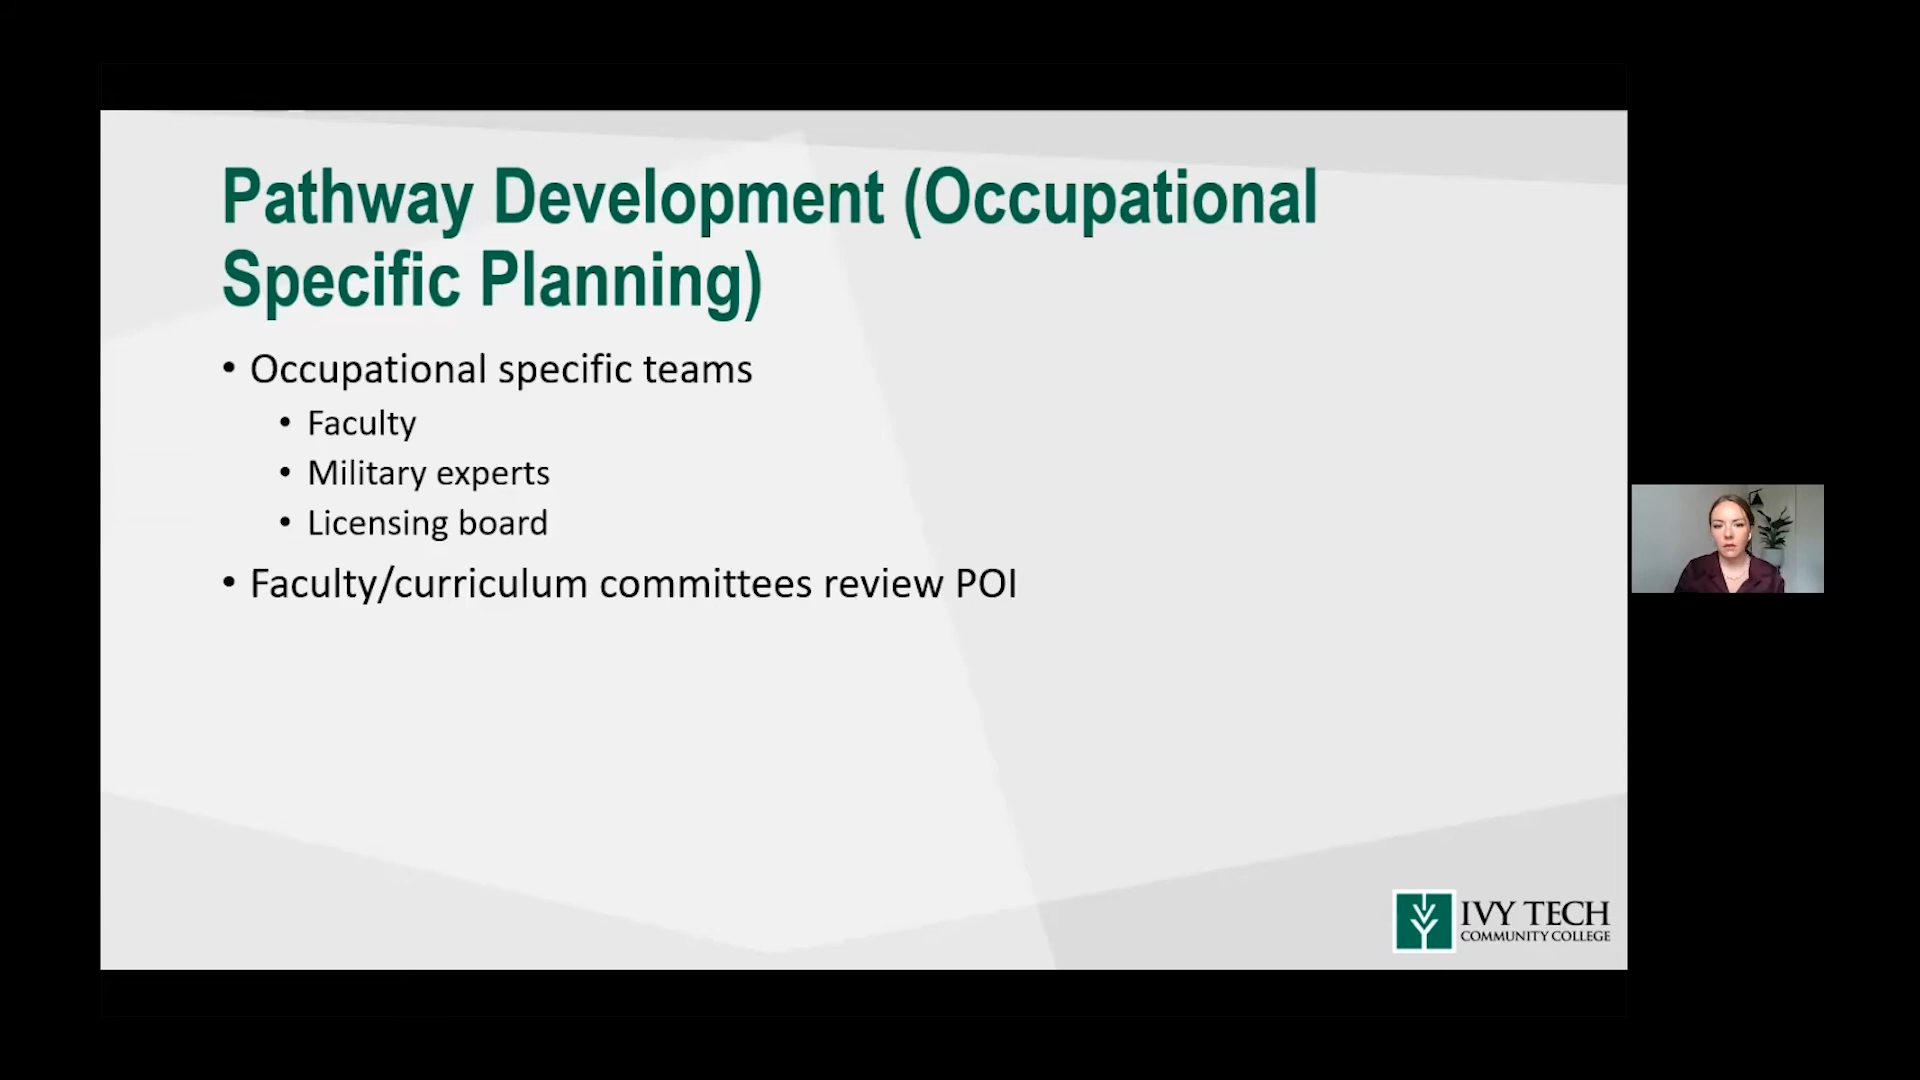 Pathway Development (Occupational
Specific Planning)
• Occupational specific teams
• Faculty
• Military experts
• Licensing board
• Faculty/curriculum committees review POI
IVY TECH
COMMUNITY COLLEGE